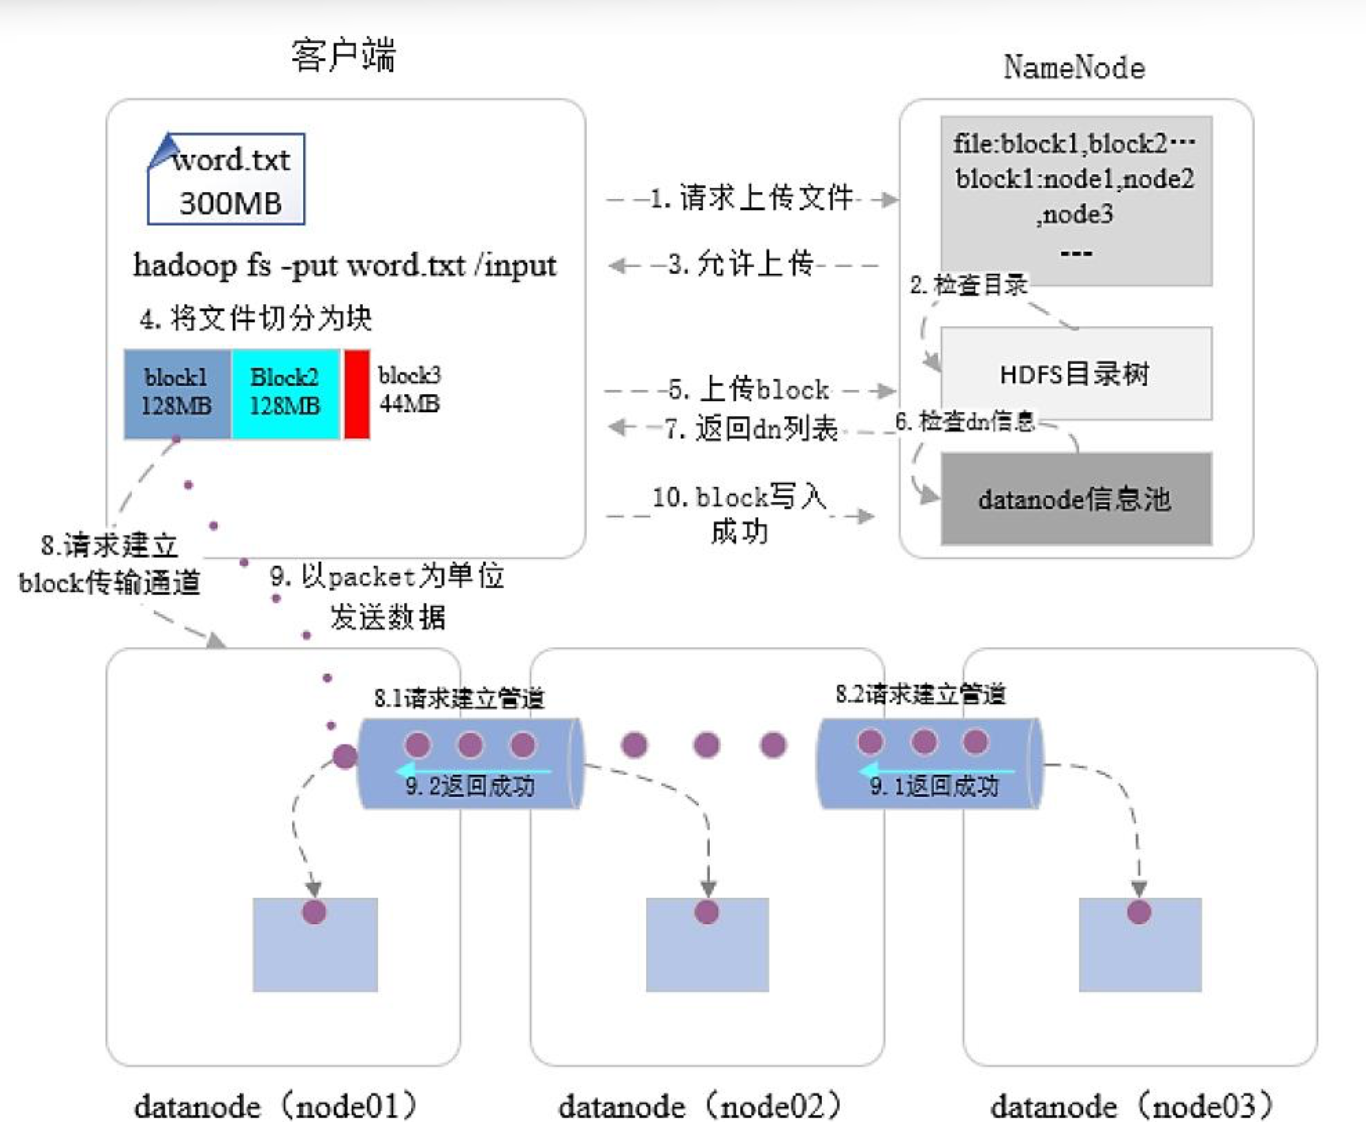 客户端
NameNode
word.txt
300MB
hadoop fs -put word.txt /input
4. 将文件切分为块
block1
128MB
Block2
128MB
block3
44MB
1. 请求上传文件
3. 允许上传
5. 上传block
7. 返回dn列表
10. block写入
成功
file:block1,block2···
block1:node1,node2
,node3
---
2. 检查目录
HDFS目录树
6. 检查dn信息
datanode信息池
8.请求建立
block传输通道
9. 以packet为单位
发送数据
8.1请求建立管道
9.2返回成功
8.2请求建立管道
9.1返回成功
datanode（node01）
datanode（node02）
datanode（node03）